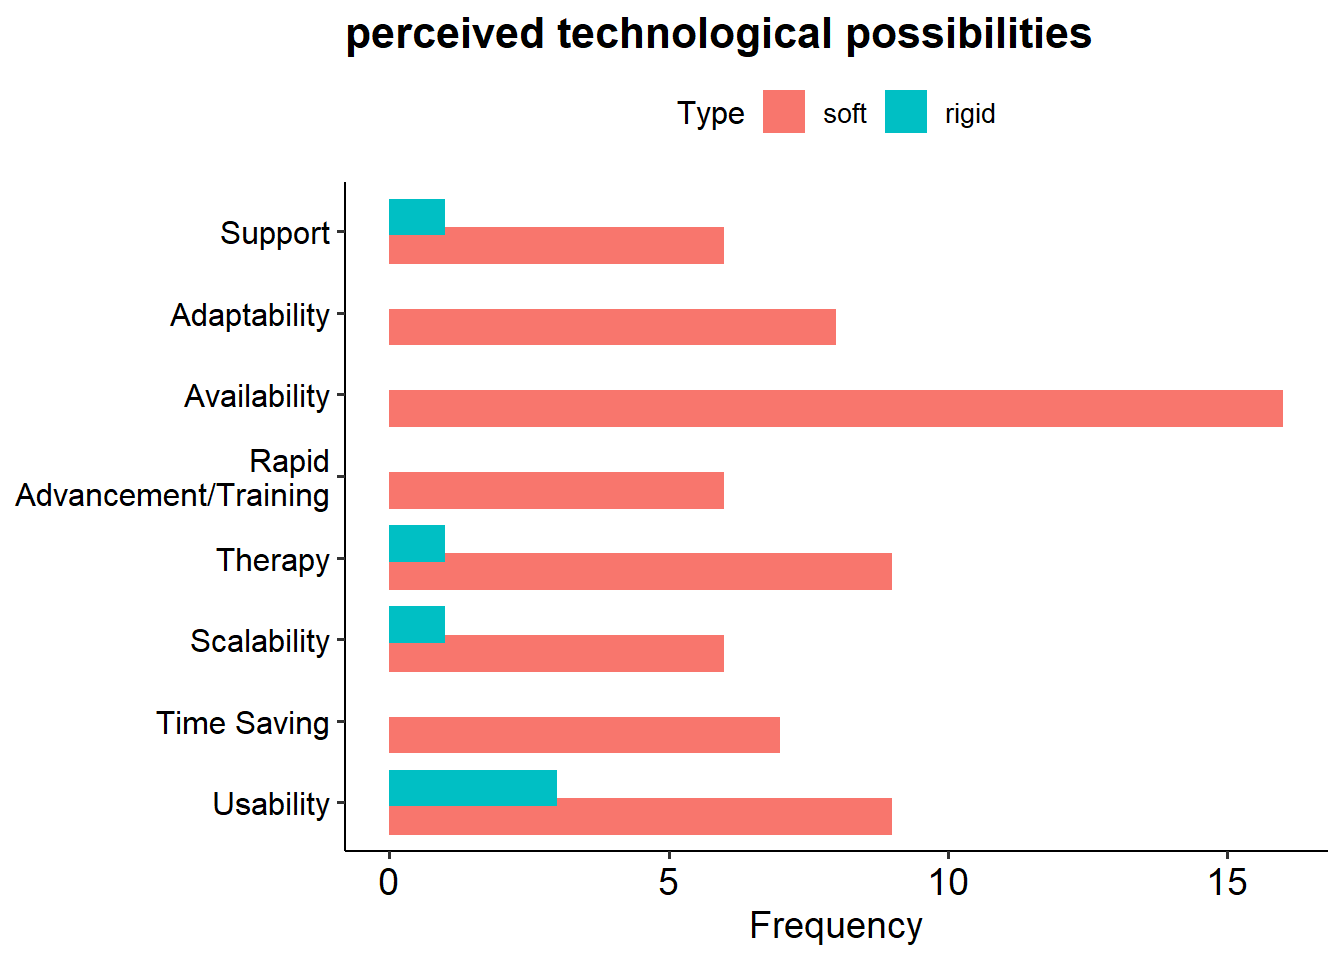 perceived technological possibilities
Type soft rigid
Support
Adaptability
Availability
Rapid
Advancement/Training
Therapy
Scalability
Time Saving
Usability
0 5 10 15
Frequency